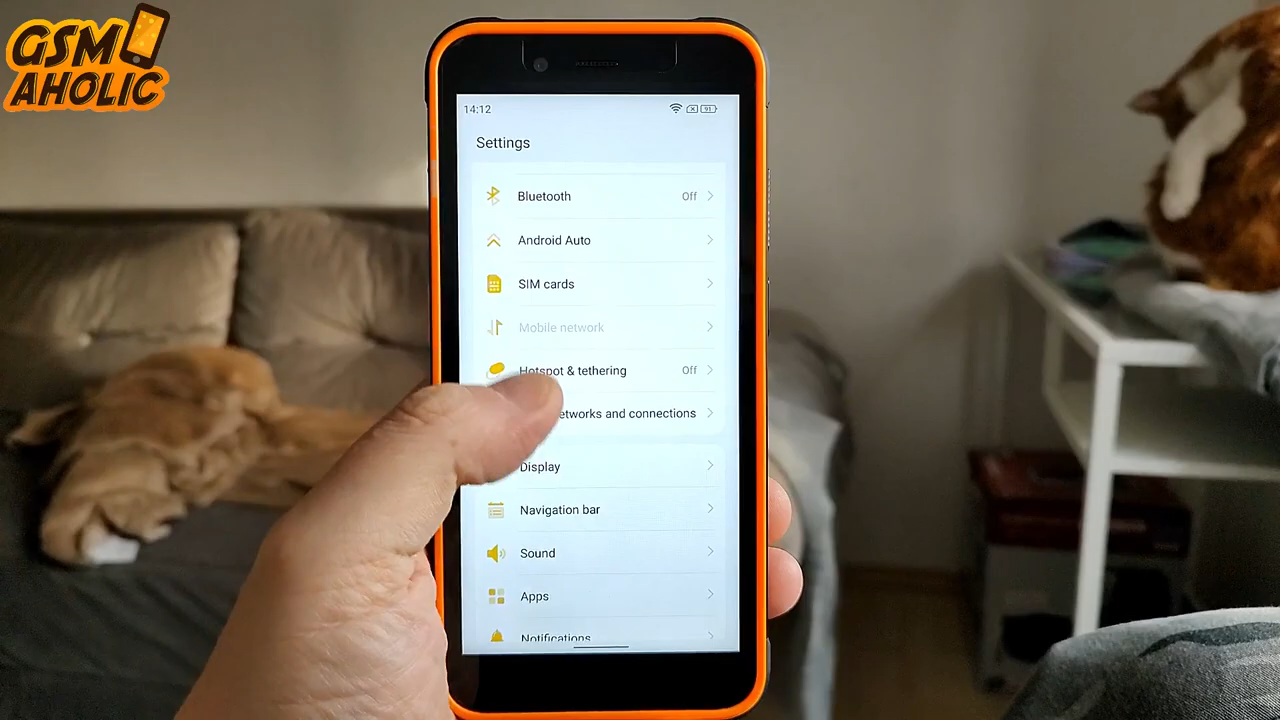 GSM
AHOLIC
14:12
91
Settings
Bluetooth Off
Android Auto
SIM cards
Mobile network
Hotspot & tethering Off
etworks and connections
Display
Navigation bar
Sound
Apps
Notifications